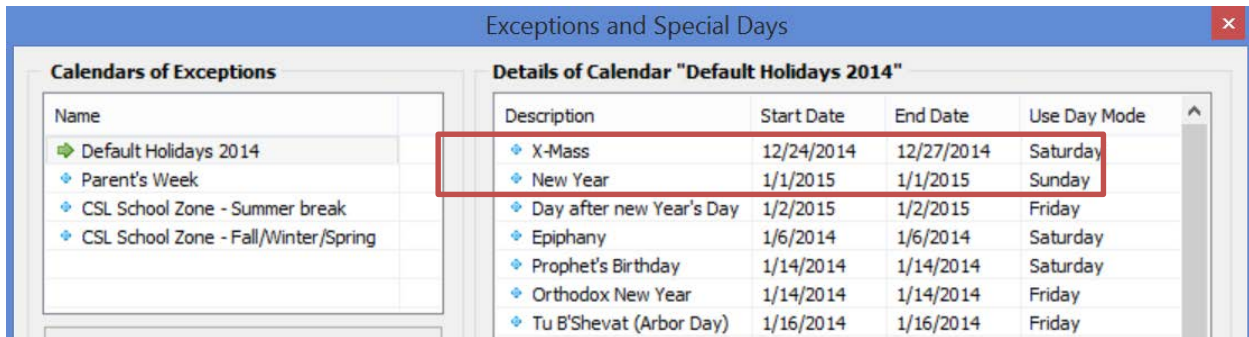 Exceptions and Special Days
Calendars of Exceptions
Name
Default Holidays 2014
Parent's Week
CSL School Zone - Summer break
CSL School Zone - Fall/Winter/Spring
Details of Calendar "Default Holidays 2014"
Description Start Date End Date Use Day Mode
X-Mass 12/24/2014 12/27/2014 Saturday
New Year 1/1/2015 1/1/2015 Sunday
Day after new Year's Day 1/2/2015 1/2/2015 Friday
Epiphany 1/6/2014 1/6/2014 Saturday
Prophet's Birthday 1/14/2014 1/14/2014 Saturday
Orthodox New Year 1/14/2014 1/14/2014 Friday
Tu B'Shevat (Arbor Day) 1/16/2014 1/16/2014 Friday